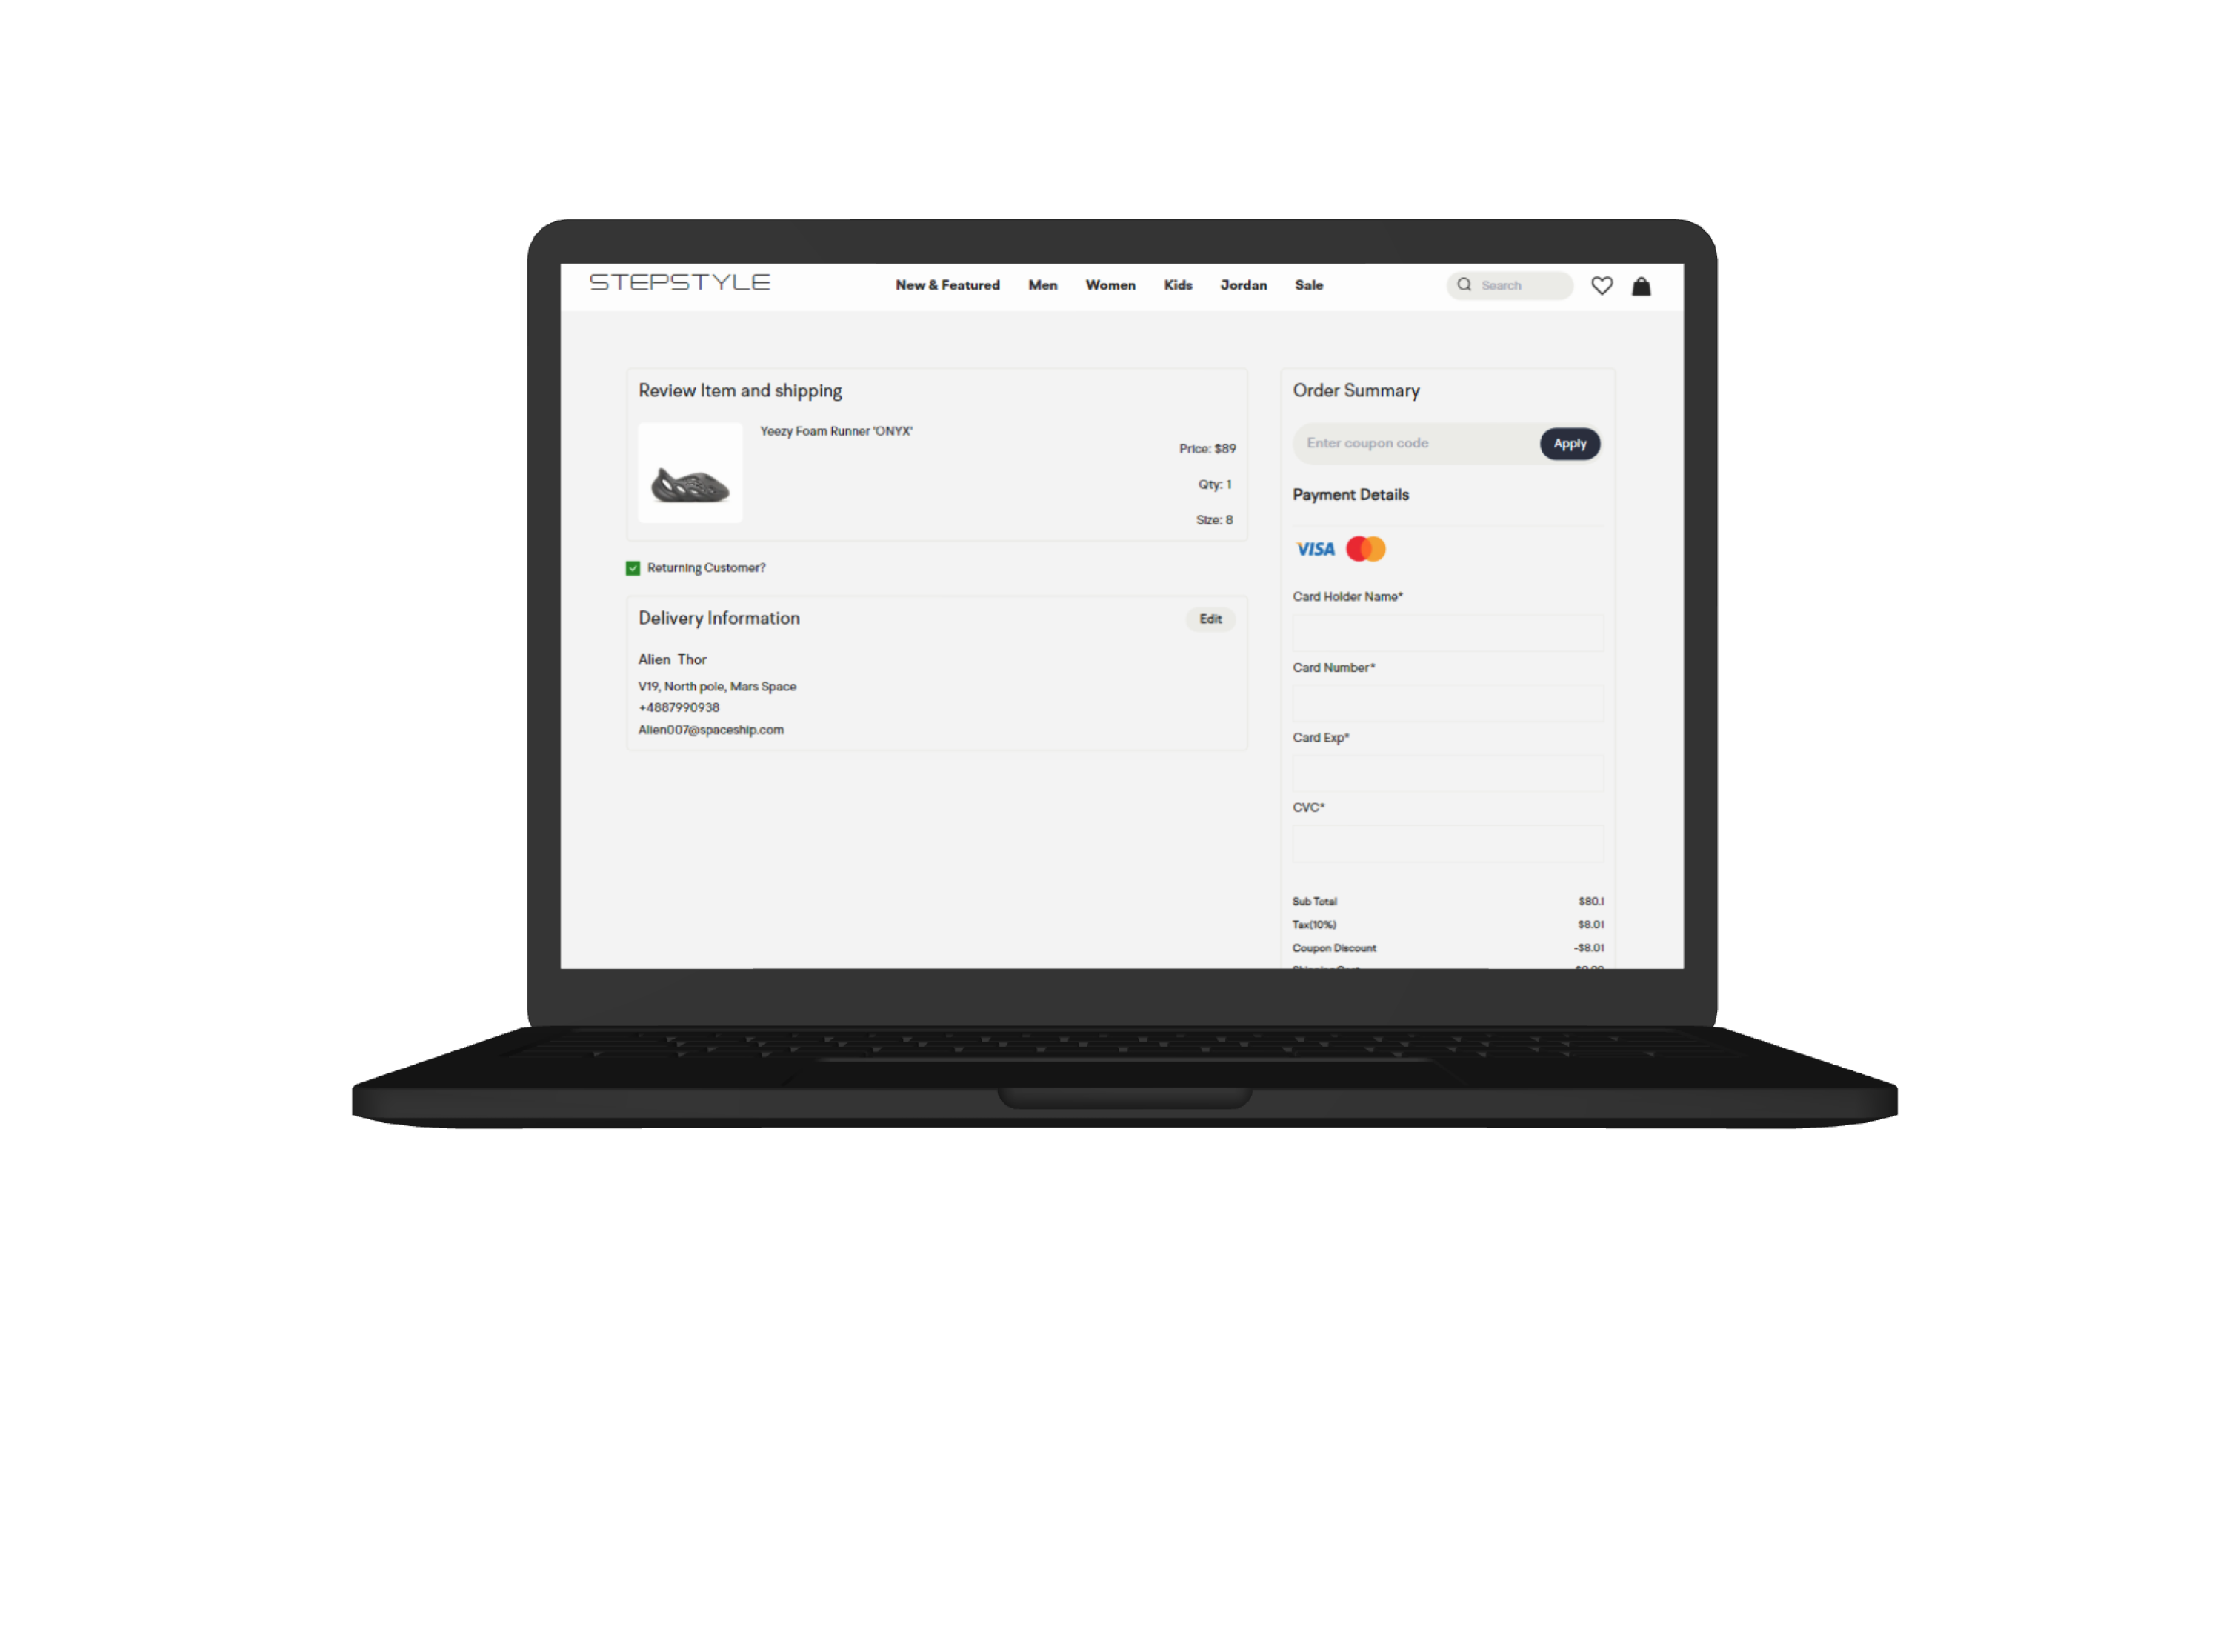 STEPSTYLE
New & Featured Men Women Kids Jordan Sale
Search
Review Item and shipping
Yeezy Foam Runner 'ONYX'
Price: $89
Qty: 1
Size: 8
Returning Customer?
Delivery Information
Edit
Alien Thor
V19, North pole, Mars Space
+4887990938
Alien007@spaceship.com
Order Summary
Enter coupon code
Apply
Payment Details
VISA
Card Holder Name*
Card Number*
Card Exp*
CVC*
Sub Total $80.1
Tax(10%) $8.01
Coupon Discount -$8.01